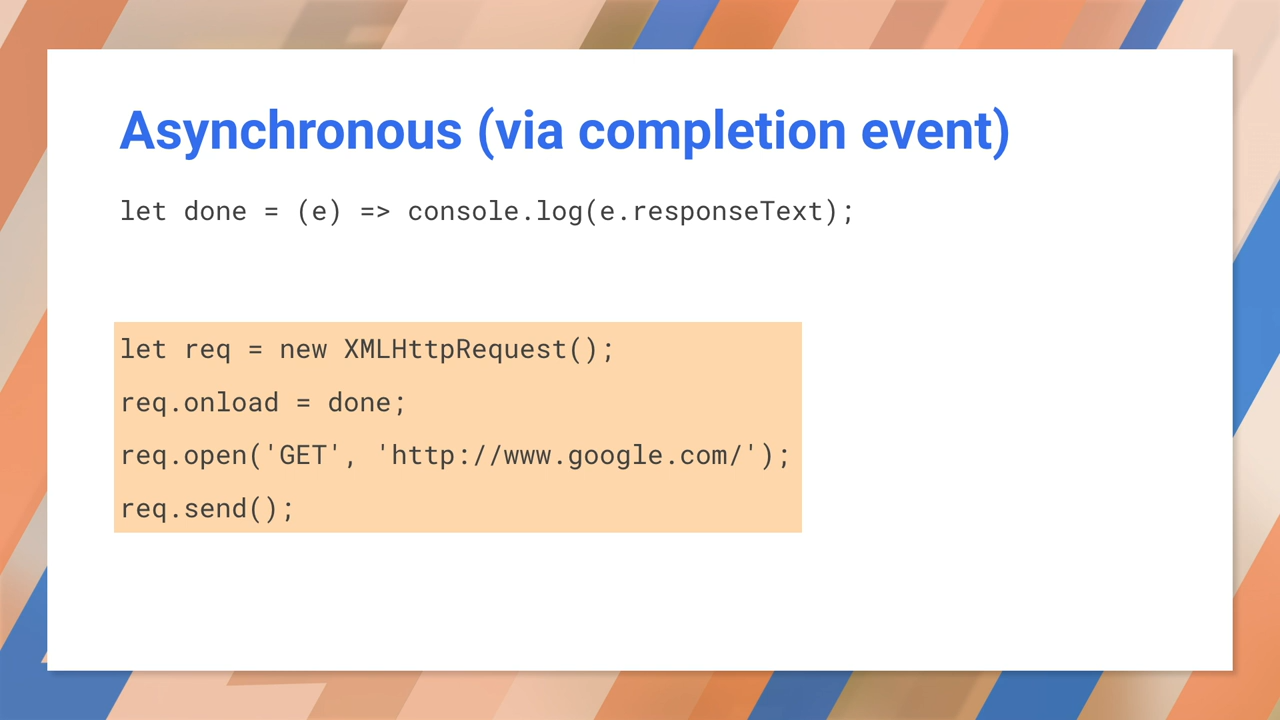 Asynchronous (via completion event)
let done = (e) => console.log(e.responseText);
let req = new XMLHttpRequest();
req.onload = done;
req.open('GET', 'http://www.google.com/');
req.send();